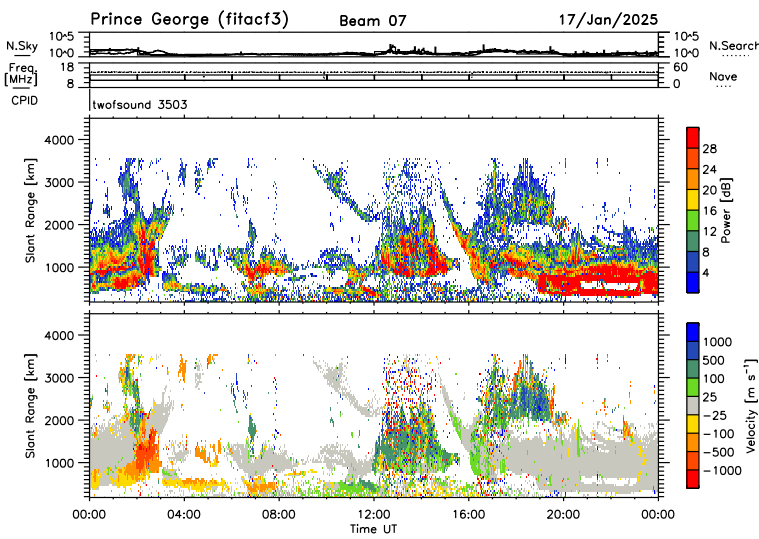 Prince George (fitacf3) Beam 07 17/Jan/2025
N.Sky 10^5 10^5 N.Search
10^0 10^0
Freq. [MHz] 18 60 Nave
8 0
CPID twofsound 3503
Slant Range [km]
4000
3000
2000
1000
28
24
20
16
12
8
4
Power [dB]
Slant Range [km]
4000
3000
2000
1000
1000
500
100
25
-25
-100
-500
-1000
Velocity [m s⁻¹]
00:00 04:00 08:00 12:00 16:00 20:00 00:00
Time UT